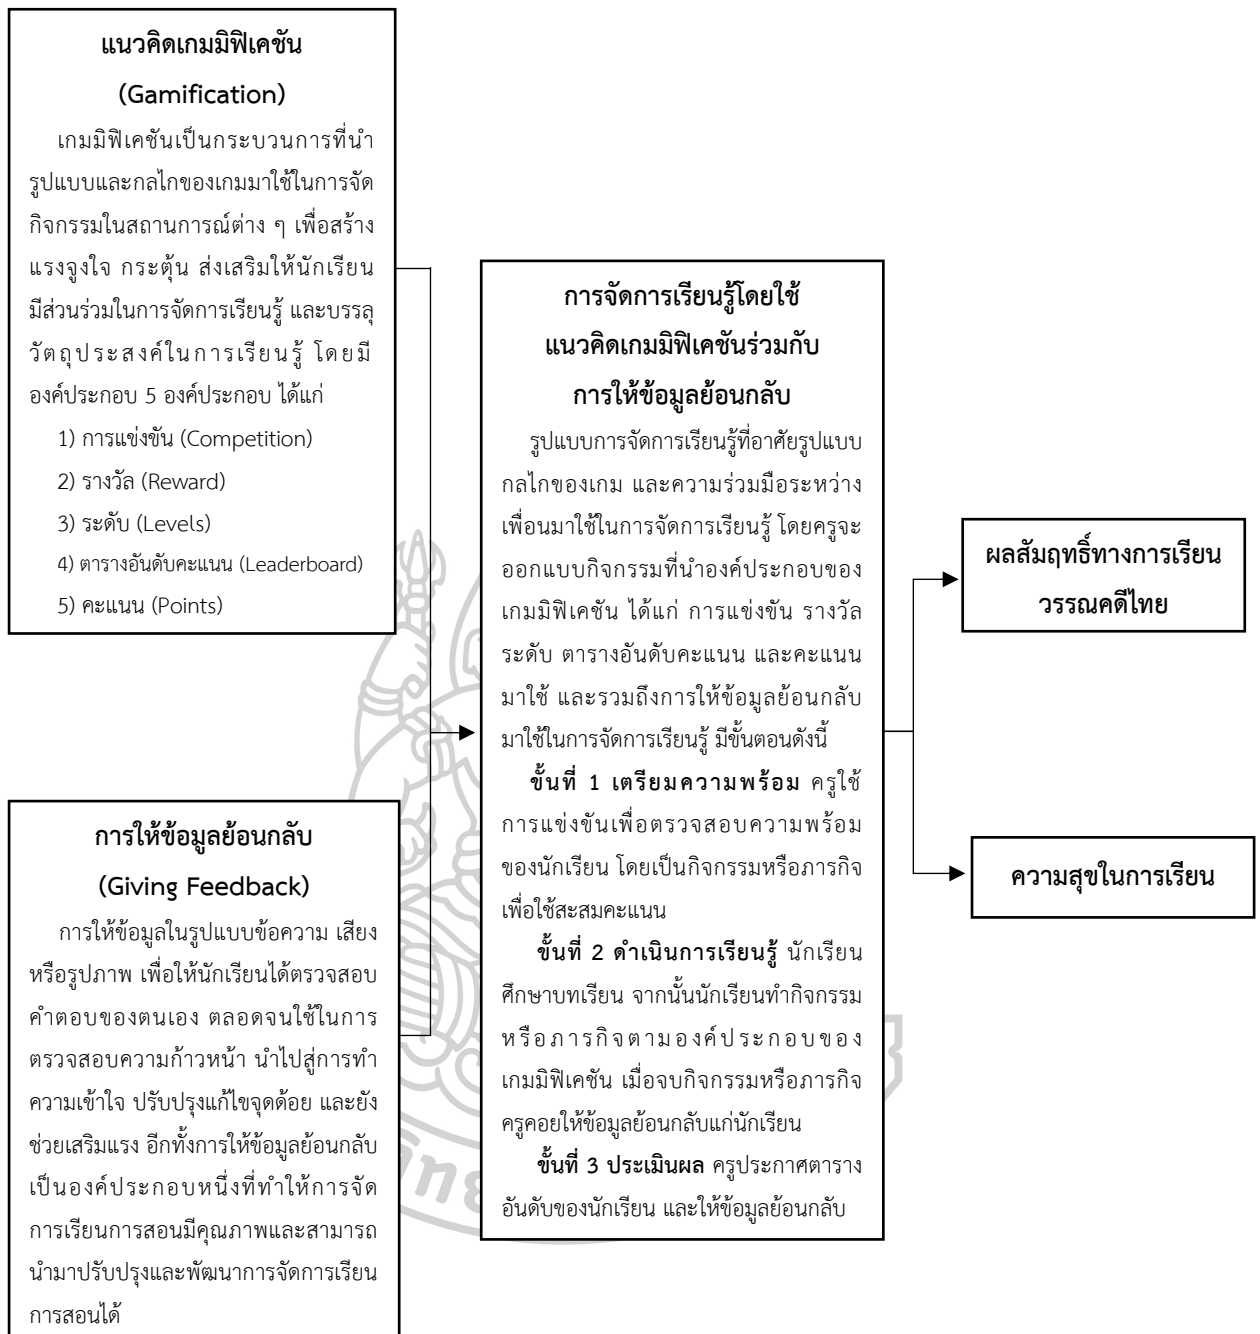 แนวคิดเกมมิฟิเคชัน
(Gamification)
เกมมิฟิเคชันเป็นกระบวนการที่นำ
รูปแบบและกลไกของเกมมาใช้ในการจัด
กิจกรรมในสถานการณ์ต่าง ๆ เพื่อสร้าง
แรงจูงใจ กระตุ้น ส่งเสริมให้นักเรียน
มีส่วนร่วมในการจัดการเรียนรู้ และบรรลุ
วัตถุประสงค์ในการเรียนรู้ โดยมี
องค์ประกอบ 5 องค์ประกอบ ได้แก่
1) การแข่งขัน (Competition)
2) รางวัล (Reward)
3) ระดับ (Levels)
4) ตารางอันดับคะแนน (Leaderboard)
5) คะแนน (Points)
การให้ข้อมูลย้อนกลับ
(Giving Feedback)
การให้ข้อมูลในรูปแบบข้อความ เสียง
หรือรูปภาพ เพื่อให้นักเรียนได้ตรวจสอบ
คำตอบของตนเอง ตลอดจนใช้ในการ
ตรวจสอบความก้าวหน้า นำไปสู่การทำ
ความเข้าใจ ปรับปรุงแก้ไขจุดด้อย และยัง
ช่วยเสริมแรง อีกทั้งการให้ข้อมูลย้อนกลับ
เป็นองค์ประกอบหนึ่งที่ทำให้การจัด
การเรียนการสอนมีคุณภาพและสามารถ
นำมาปรับปรุงและพัฒนาการจัดการเรียน
การสอนได้
การจัดการเรียนรู้โดยใช้
แนวคิดเกมมิฟิเคชันร่วมกับ
การให้ข้อมูลย้อนกลับ
รูปแบบการจัดการเรียนรู้ที่อาศัยรูปแบบ
กลไกของเกม และความร่วมมือระหว่าง
เพื่อนมาใช้ในการจัดการเรียนรู้ โดยครูจะ
ออกแบบกิจกรรมที่นำองค์ประกอบของ
เกมมิฟิเคชัน ได้แก่ การแข่งขัน รางวัล
ระดับ ตารางอันดับคะแนน และคะแนน
มาใช้ และรวมถึงการให้ข้อมูลย้อนกลับ
มาใช้ในการจัดการเรียนรู้ มีขั้นตอนดังนี้
ขั้นที่ 1 เตรียมความพร้อม ครูใช้
การแข่งขันเพื่อตรวจสอบความพร้อม
ของนักเรียน โดยเป็นกิจกรรมหรือภารกิจ
เพื่อใช้สะสมคะแนน
ขั้นที่ 2 ดำเนินการเรียนรู้ นักเรียน
ศึกษาบทเรียน จากนั้นนักเรียนทำกิจกรรม
หรือภารกิจตามองค์ประกอบของ
เกมมิฟิเคชัน เมื่อจบกิจกรรมหรือภารกิจ
ครูคอยให้ข้อมูลย้อนกลับแก่นักเรียน
ขั้นที่ 3 ประเมินผล ครูประกาศตาราง
อันดับของนักเรียน และให้ข้อมูลย้อนกลับ
ผลสัมฤทธิ์ทางการเรียน
วรรณคดีไทย
ความสุขในการเรียน